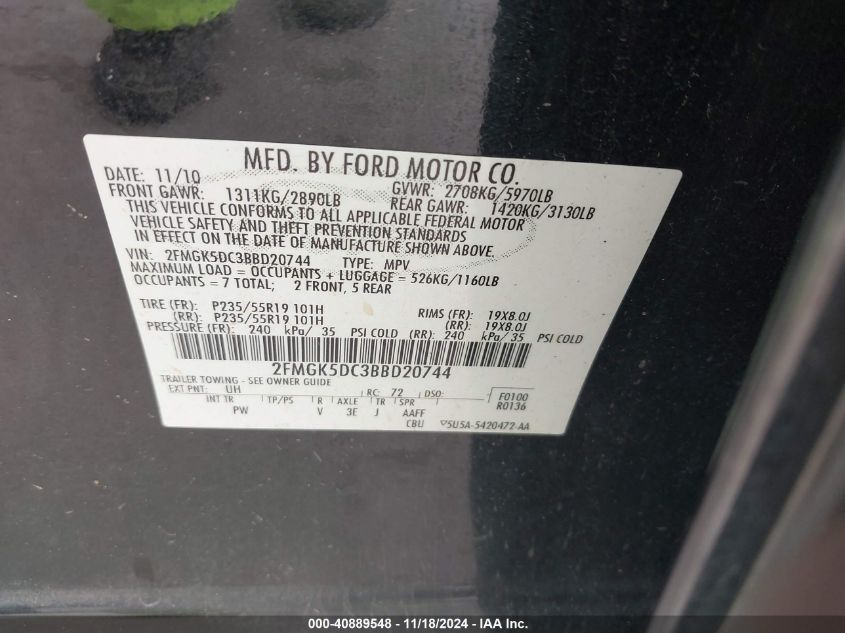 MFD. BY FORD MOTOR CO.
DATE: 11/10 GVWR: 2708KG/5970LB
FRONT GAWR: 1311KG/2890LB REAR GAWR: 1420KG/3130LB
THIS VEHICLE CONFORMS TO ALL APPLICABLE FEDERAL MOTOR
VEHICLE SAFETY AND THEFT PREVENTION STANDARDS
IN EFFECT ON THE DATE OF MANUFACTURE SHOWN ABOVE.
VIN: 2FMGK5DC3BBD20744 TYPE: MPV
MAXIMUM LOAD = OCCUPANTS + LUGGAGE = 526KG/1160LB
OCCUPANTS = 7 TOTAL; 2 FRONT, 5 REAR
TIRE (FR): P235/55R19 101H RIMS (FR): 19X8.0J
(RR): P235/55R19 101H (RR): 19X8.0J
PRESSURE (FR): 240 kPa/ 35 PSI COLD (RR): 240 kPa/ 35 PSI COLD
2FMGK5DC3BBD20744
TRAILER TOWING - SEE OWNER GUIDE
EXT PNT: UH RC: 72 DSO: F0100
INT TR TP/PS R AXLE TR SPR R0136
PW V 3E J AAFF
CBU 5U5A-5420472-AA
000-40889548 - 11/18/2024 - IAA Inc.